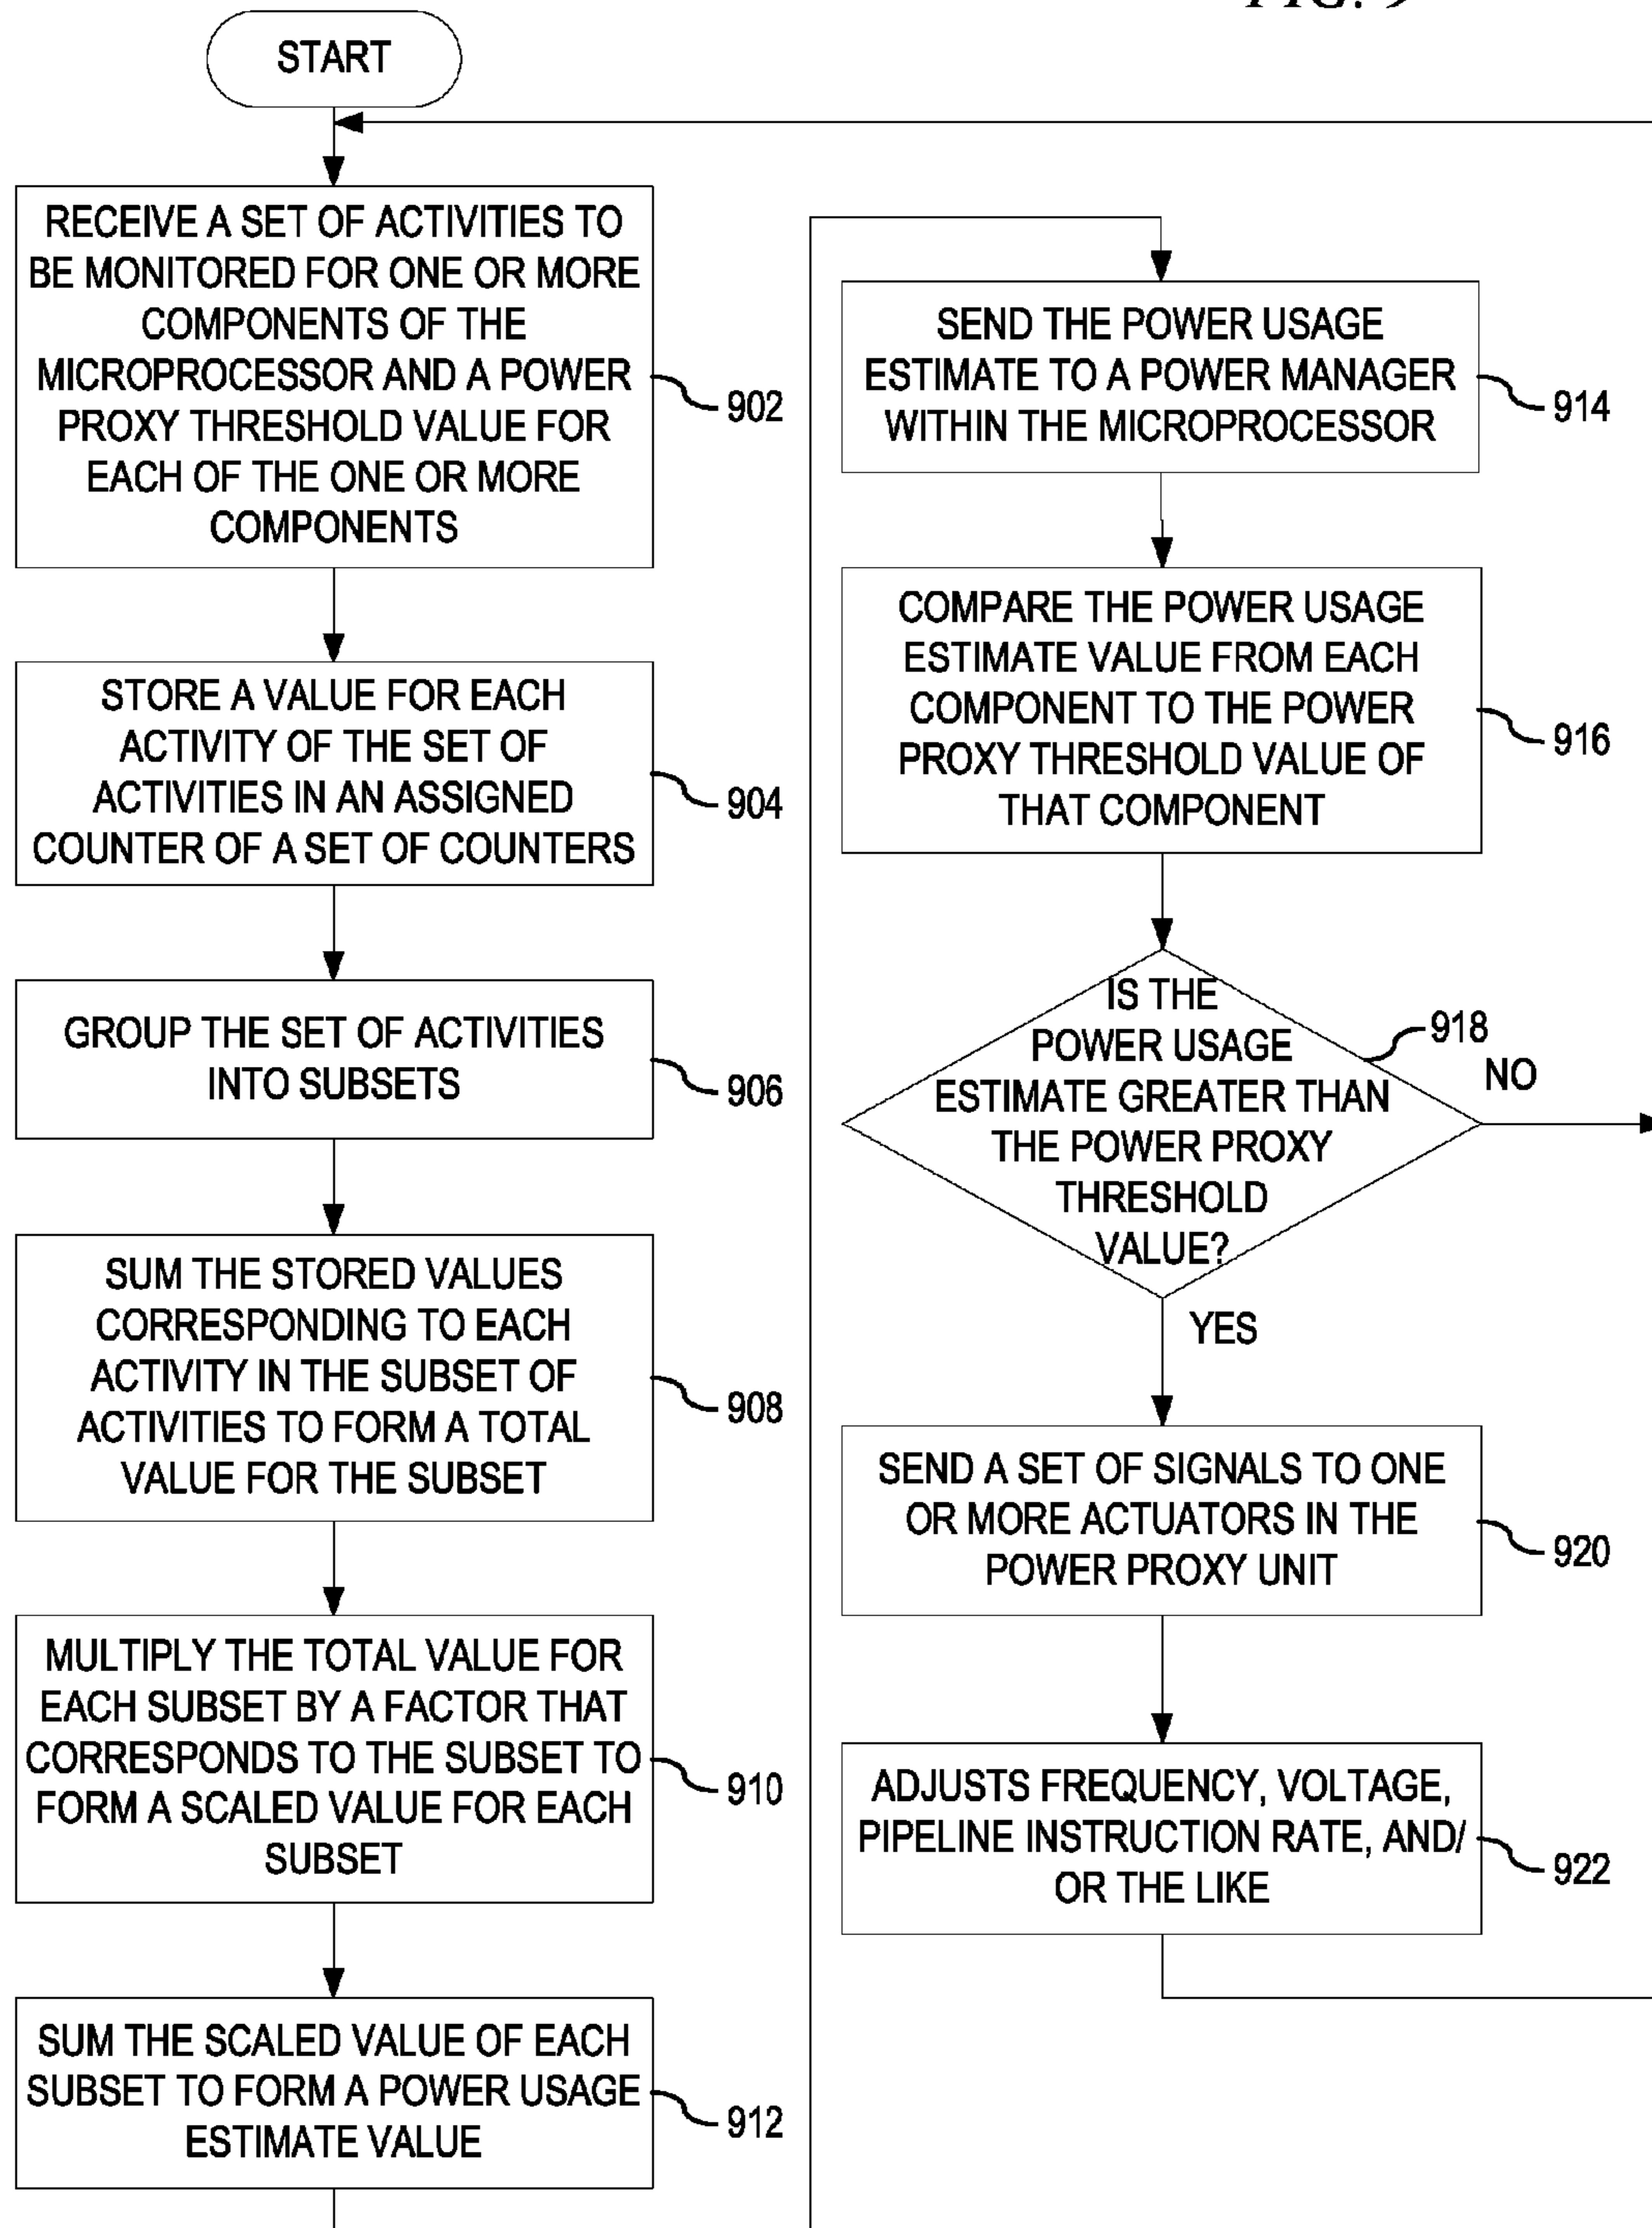 FIG. 9
START
RECEIVE A SET OF ACTIVITIES TO
BE MONITORED FOR ONE OR MORE
COMPONENTS OF THE
MICROPROCESSOR AND A POWER
PROXY THRESHOLD VALUE FOR
EACH OF THE ONE OR MORE
COMPONENTS
902
STORE A VALUE FOR EACH
ACTIVITY OF THE SET OF
ACTIVITIES IN AN ASSIGNED
COUNTER OF A SET OF COUNTERS
904
GROUP THE SET OF ACTIVITIES
INTO SUBSETS
906
SUM THE STORED VALUES
CORRESPONDING TO EACH
ACTIVITY IN THE SUBSET OF
ACTIVITIES TO FORM A TOTAL
VALUE FOR THE SUBSET
908
MULTIPLY THE TOTAL VALUE FOR
EACH SUBSET BY A FACTOR THAT
CORRESPONDS TO THE SUBSET TO
FORM A SCALED VALUE FOR EACH
SUBSET
910
SUM THE SCALED VALUE OF EACH
SUBSET TO FORM A POWER USAGE
ESTIMATE VALUE
912
SEND THE POWER USAGE
ESTIMATE TO A POWER MANAGER
WITHIN THE MICROPROCESSOR
914
COMPARE THE POWER USAGE
ESTIMATE VALUE FROM EACH
COMPONENT TO THE POWER
PROXY THRESHOLD VALUE OF
THAT COMPONENT
916
IS THE
POWER USAGE
ESTIMATE GREATER THAN
THE POWER PROXY
THRESHOLD
VALUE?
918
NO
YES
SEND A SET OF SIGNALS TO ONE
OR MORE ACTUATORS IN THE
POWER PROXY UNIT
920
ADJUSTS FREQUENCY, VOLTAGE,
PIPELINE INSTRUCTION RATE, AND/
OR THE LIKE
922